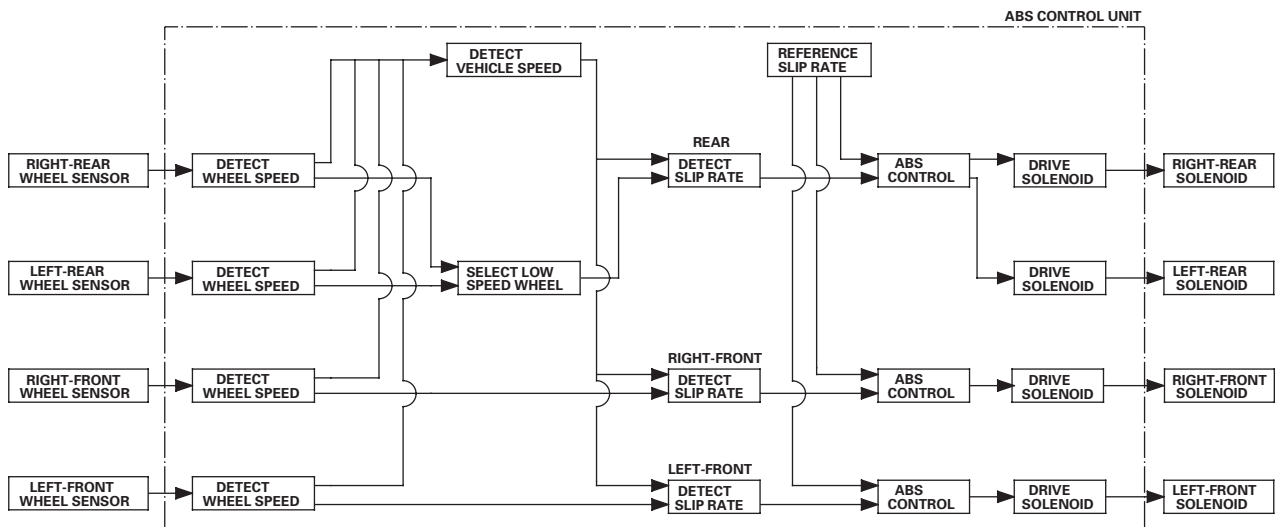 ABS CONTROL UNIT
DETECT
VEHICLE SPEED
REFERENCE
SLIP RATE
REAR
RIGHT-REAR
WHEEL SENSOR
DETECT
WHEEL SPEED
DETECT
SLIP RATE
ABS
CONTROL
DRIVE
SOLENOID
RIGHT-REAR
SOLENOID
LEFT-REAR
WHEEL SENSOR
DETECT
WHEEL SPEED
SELECT LOW
SPEED WHEEL
DRIVE
SOLENOID
LEFT-REAR
SOLENOID
RIGHT-FRONT
RIGHT-FRONT
WHEEL SENSOR
DETECT
WHEEL SPEED
DETECT
SLIP RATE
ABS
CONTROL
DRIVE
SOLENOID
RIGHT-FRONT
SOLENOID
LEFT-FRONT
LEFT-FRONT
WHEEL SENSOR
DETECT
WHEEL SPEED
DETECT
SLIP RATE
ABS
CONTROL
DRIVE
SOLENOID
LEFT-FRONT
SOLENOID